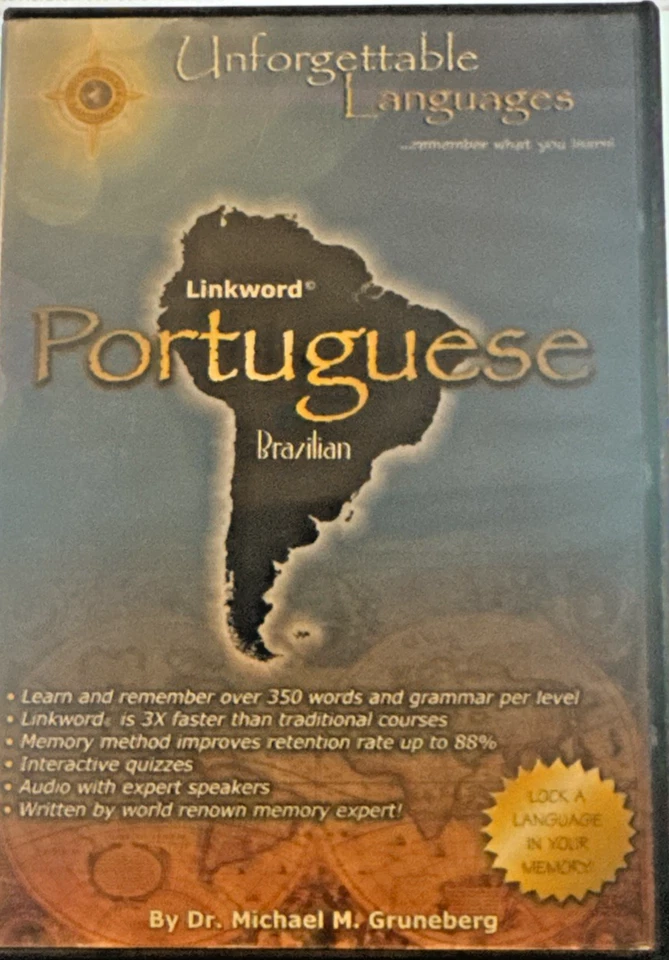 Unforgettable
Languages
...remember what you learn!
Linkword©
Portuguese
Brazilian
• Learn and remember over 350 words and grammar per level
• Linkword© is 3X faster than traditional courses
• Memory method improves retention rate up to 88%
• Interactive quizzes
• Audio with expert speakers
• Written by world renown memory expert!
LOCK A
LANGUAGE
IN YOUR
MEMORY!
By Dr. Michael M. Gruneberg